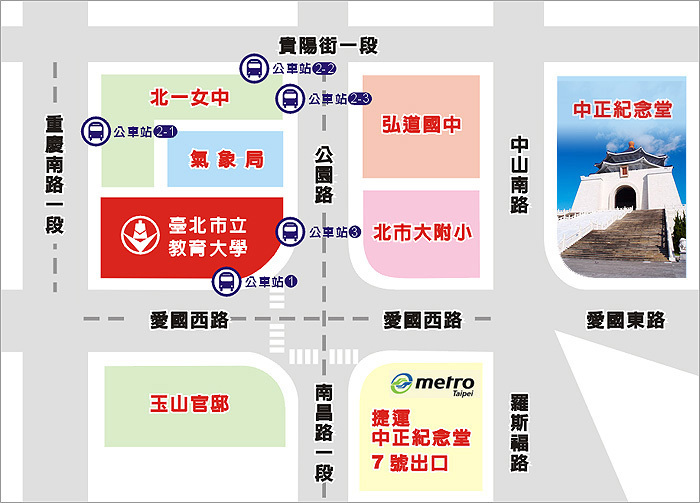 貴陽街一段
公車站2-2
北一女中
公車站2-3
弘道國中
中正紀念堂
重慶南路一段
公車站2-1
氣象局
公園路
中山南路
臺北市立
教育大學
公車站3
北市大附小
公車站1
愛國西路
愛國西路
愛國東路
玉山官邸
南昌路一段
metro
Taipei
捷運
中正紀念堂
7號出口
羅斯福路